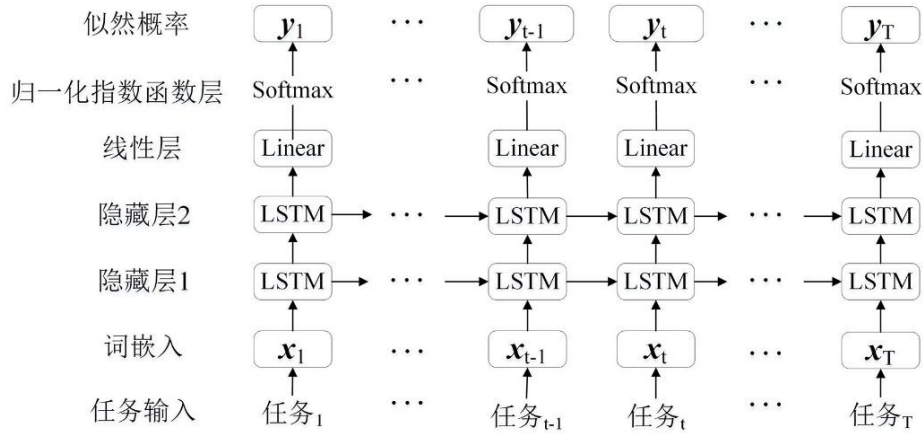 似然概率 y1 ··· yt-1 yt ··· yT
归一化指数函数层 Softmax ··· Softmax Softmax ··· Softmax
线性层 Linear Linear Linear Linear
隐藏层2 LSTM ··· LSTM LSTM ··· LSTM
隐藏层1 LSTM ··· LSTM LSTM ··· LSTM
词嵌入 x1 ··· xt-1 xt ··· xT
任务输入 任务1 ··· 任务t-1 任务t ··· 任务T